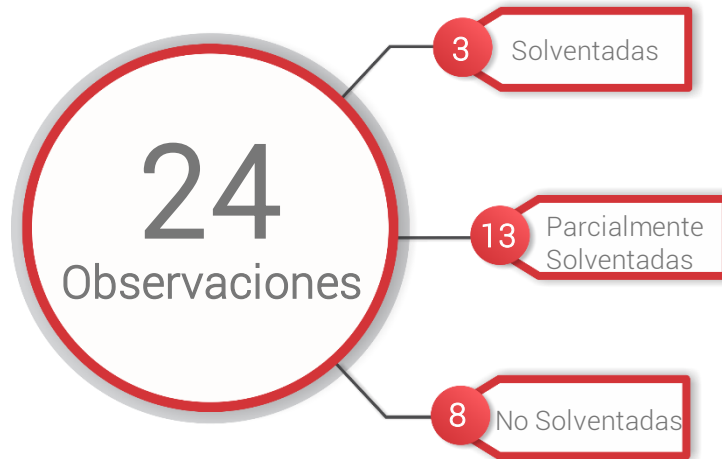 24
Observaciones
3
Solventadas
13
Parcialmente
Solventadas
8
No Solventadas